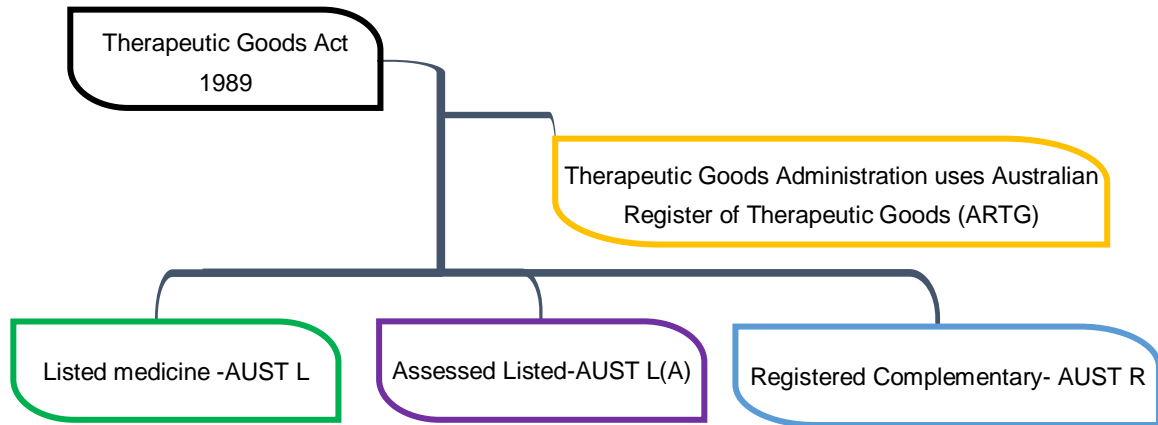 Therapeutic Goods Act
1989
Therapeutic Goods Administration uses Australian
Register of Therapeutic Goods (ARTG)
Listed medicine -AUST L
Assessed Listed-AUST L(A)
Registered Complementary- AUST R